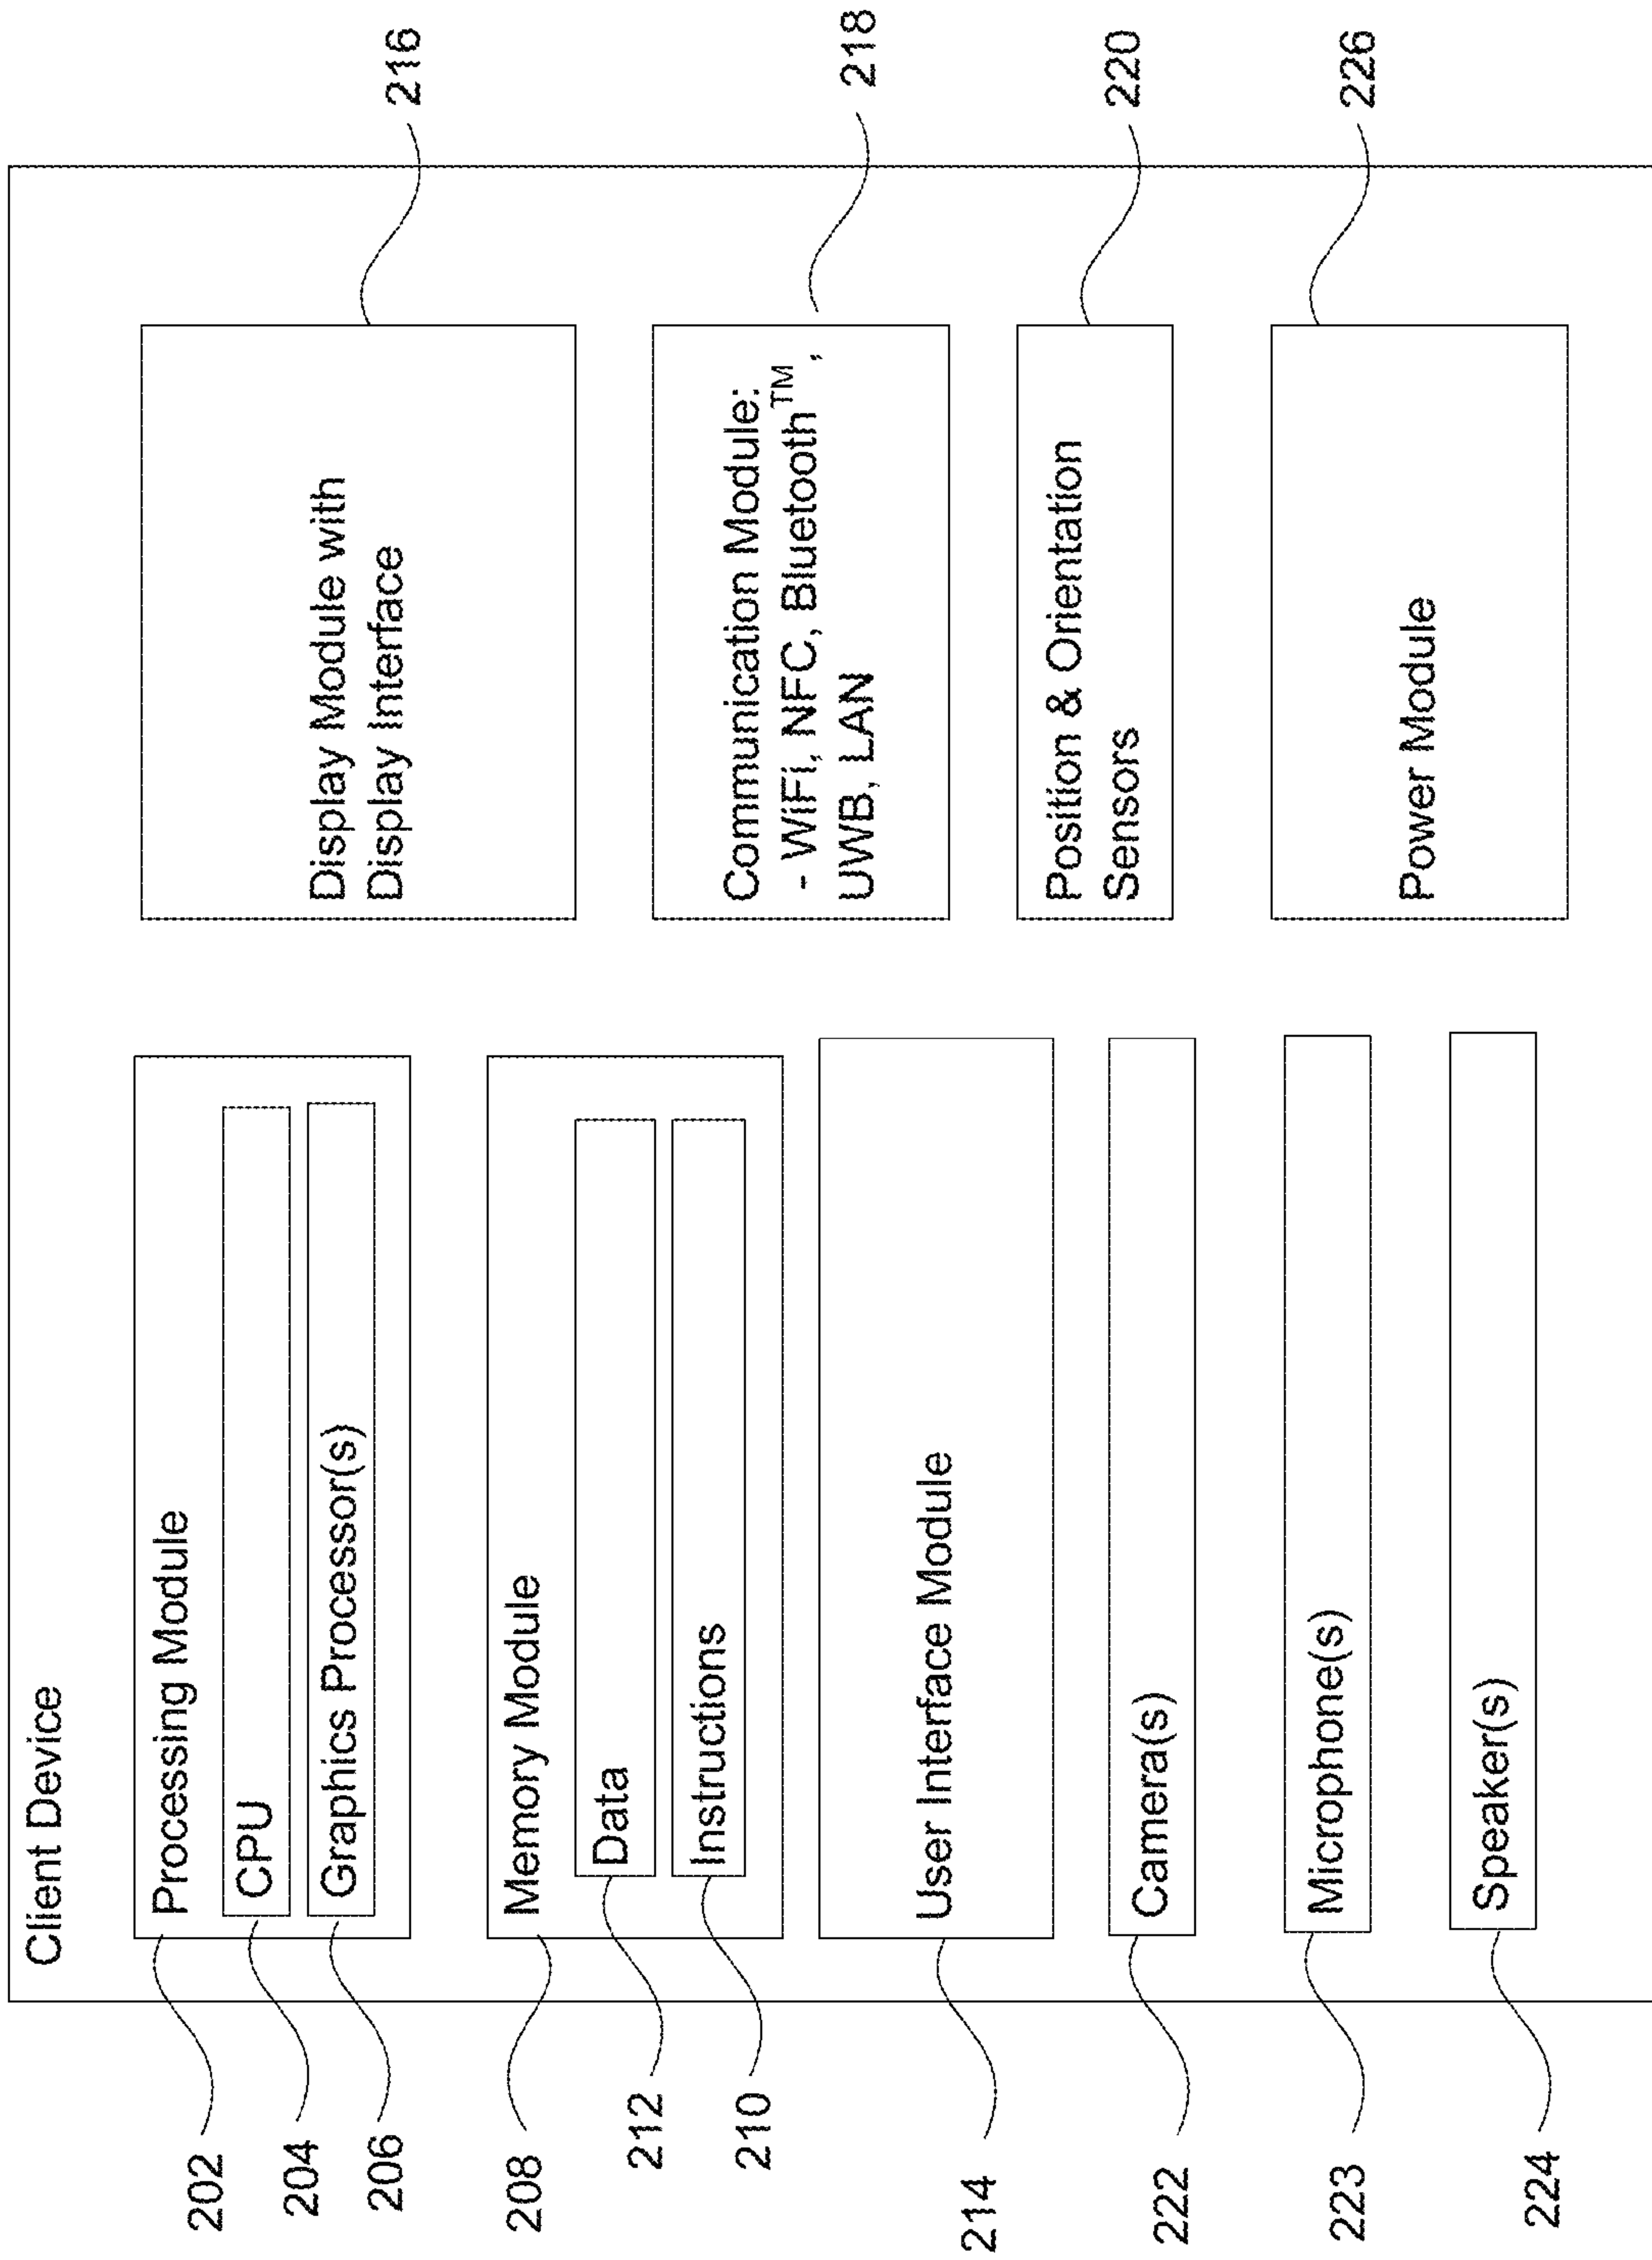 Client Device
202
Processing Module
204
CPU
206
Graphics Processor(s)
208
Memory Module
212
Data
210
Instructions
214
User Interface Module
222
Camera(s)
223
Microphone(s)
224
Speaker(s)
216
Display Module with
Display Interface
218
Communication Module:
- WiFi, NFC, Bluetooth™,
UWB, LAN
220
Position & Orientation
Sensors
226
Power Module